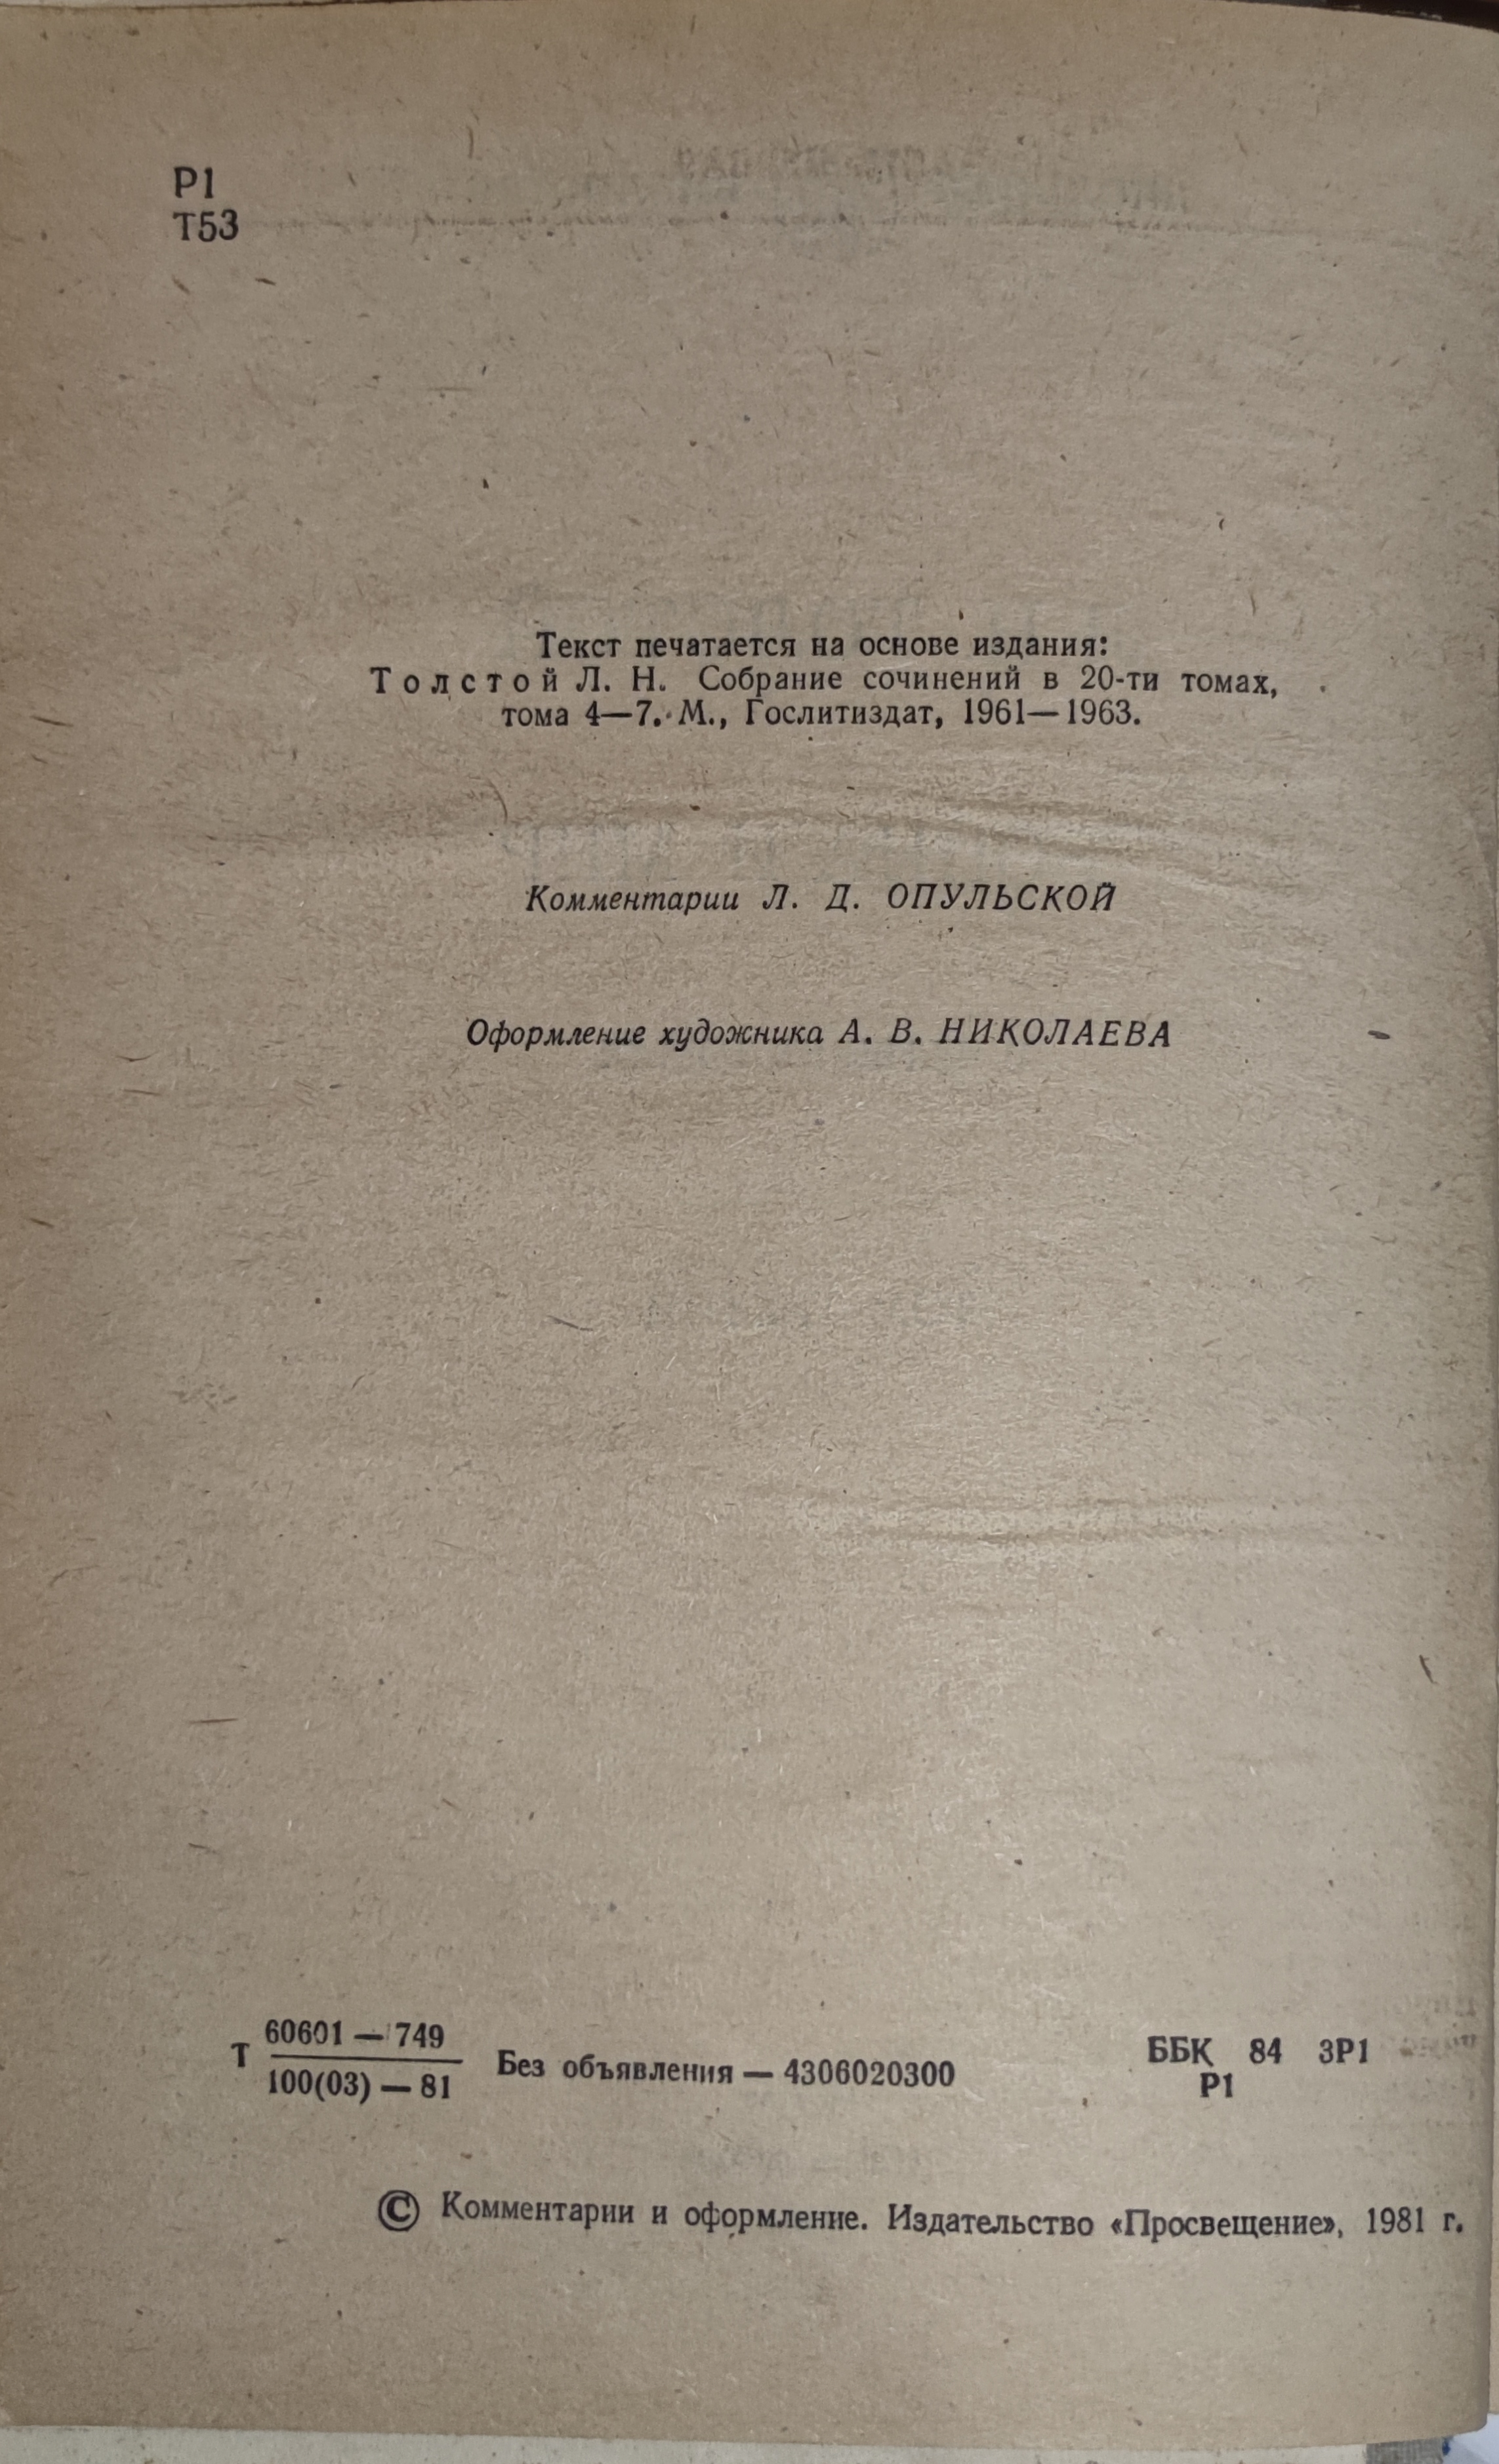 Р1
Т53
Текст печатается на основе издания:
Толстой Л. Н. Собрание сочинений в 20-ти томах,
тома 4—7. М., Гослитиздат, 1961—1963.
Комментарии Л. Д. ОПУЛЬСКОЙ
Оформление художника А. В. НИКОЛАЕВА
Т 60601 — 749
100(03) — 81 Без объявления — 4306020300
ББК 84 3Р1
Р1
© Комментарии и оформление. Издательство «Просвещение», 1981 г.